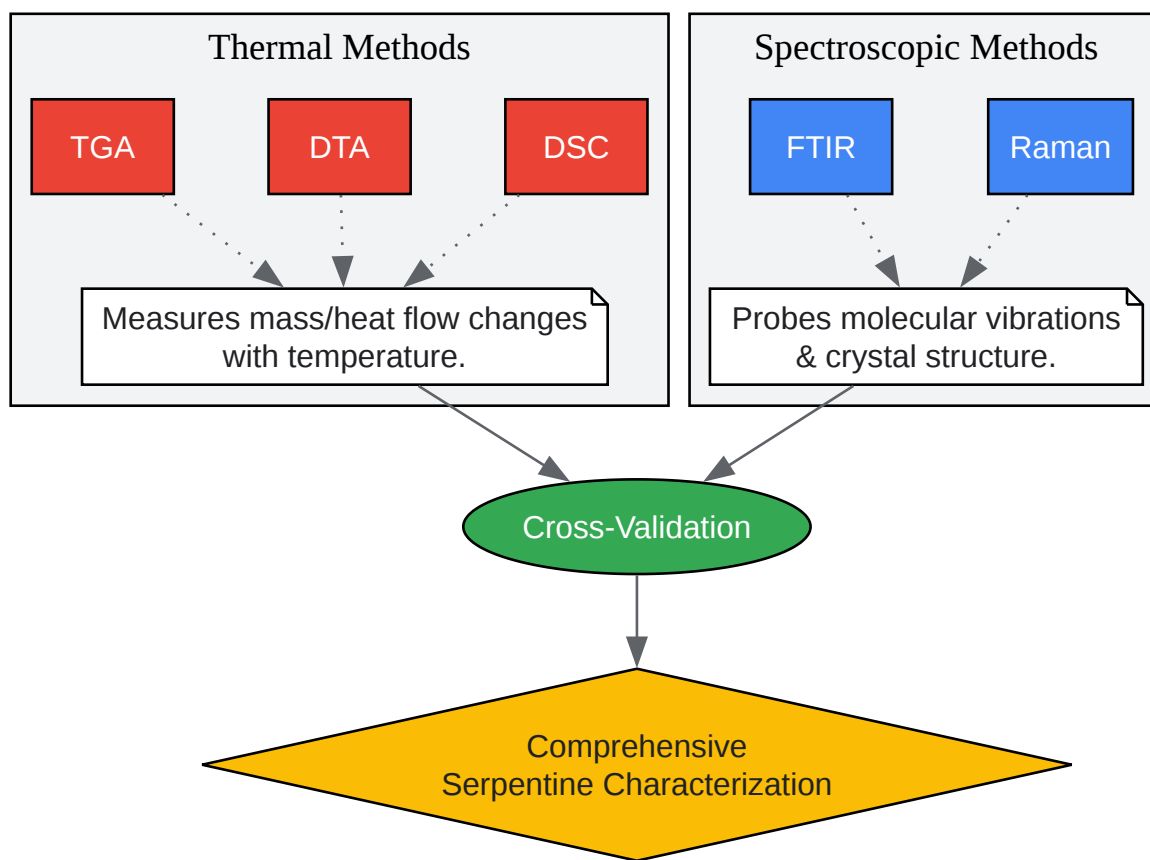 Thermal Methods
Spectroscopic Methods
TGA
DTA
DSC
FTIR
Raman
Measures mass/heat flow changes
with temperature.
Probes molecular vibrations
& crystal structure.
Cross-Validation
Comprehensive
Serpentine Characterization